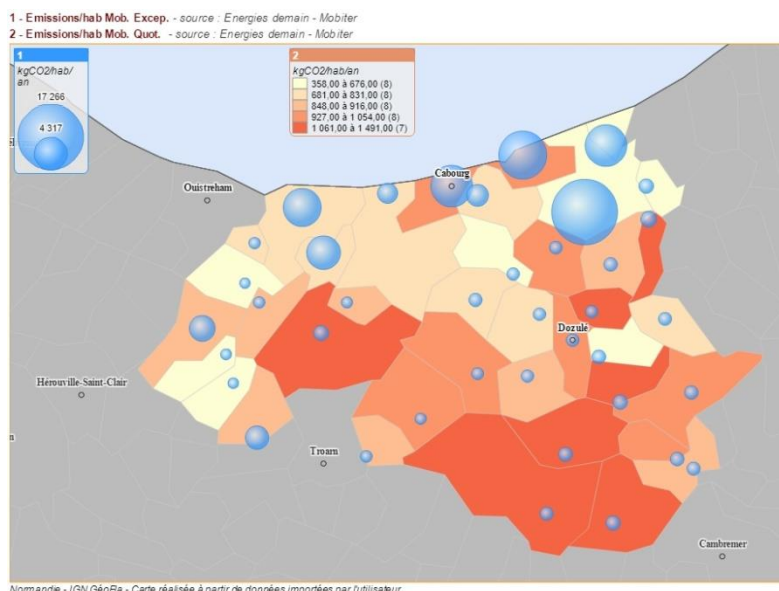 1 - Emissions/hab Mob. Excep. - source : Energies demain - Mobiter
2 - Emissions/hab Mob. Quot. - source : Energies demain - Mobiter
1
kgCO2/hab/
an
17 266
4 317
2
kgCO2/hab/an
358,00 à 676,00 (8)
681,00 à 831,00 (8)
848,00 à 916,00 (8)
927,00 à 1 054,00 (8)
1 061,00 à 1 491,00 (7)
Cabourg
Ouistreham
Dozulé
Hérouville-Saint-Clair
Troarn
Cambremer
Normandie - IGN GéoFla - Carte réalisée à partir de données importées par l'utilisateur